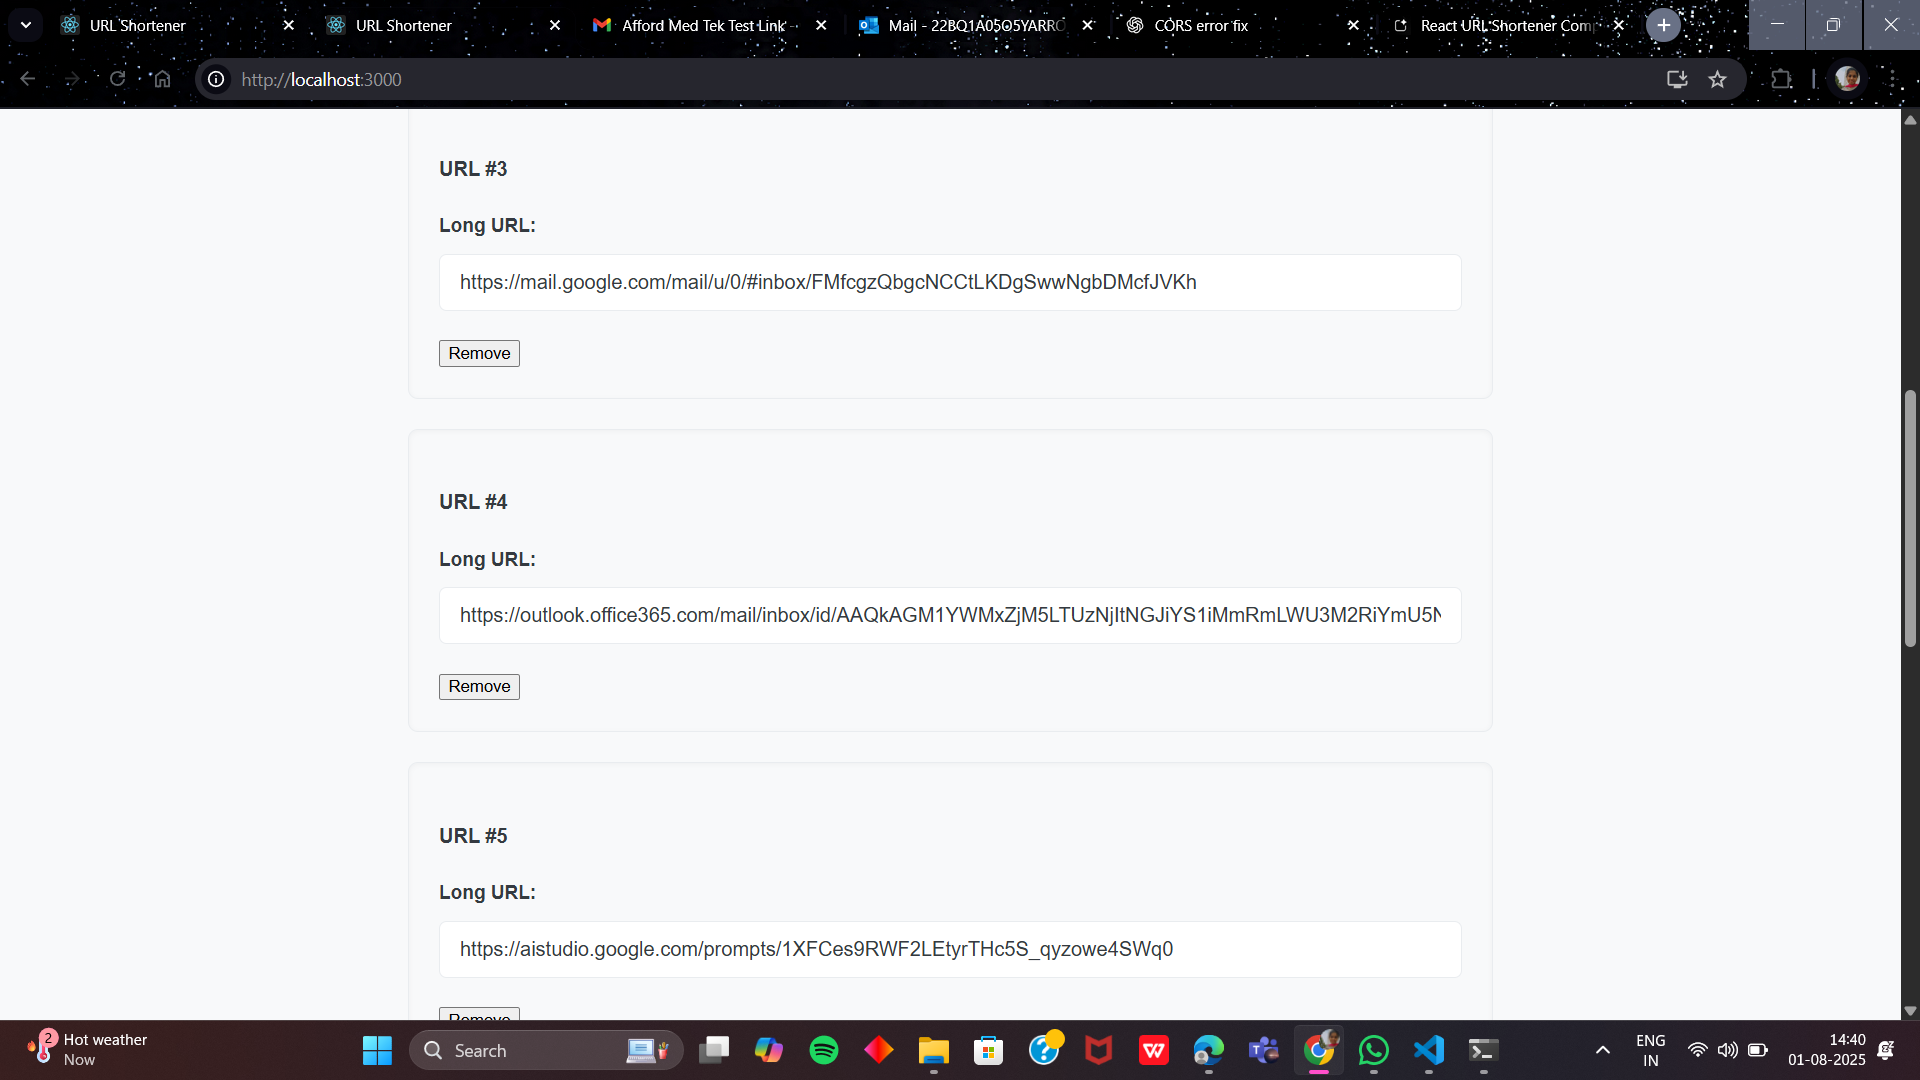 URL Shortener
URL Shortener
Afford Med Tek Test Link -
Mail - 22BQ1A05O5YARRO
CORS error fix
React URL Shortener Comp
http://localhost:3000
URL #3
Long URL:
https://mail.google.com/mail/u/0/#inbox/FMfcgzQbgcNCCtLKDgSwwNgbDMcfJVKh
Remove
URL #4
Long URL:
https://outlook.office365.com/mail/inbox/id/AAQkAGM1YWMxZjM5LTUzNjItNGJiYS1iMmRmLWU3M2RiYmU5N
Remove
URL #5
Long URL:
https://aistudio.google.com/prompts/1XFCes9RWF2LEtyrTHc5S_qyzowe4SWq0
Remove
2
Hot weather
Now
Search
ENG
IN
14:40
01-08-2025